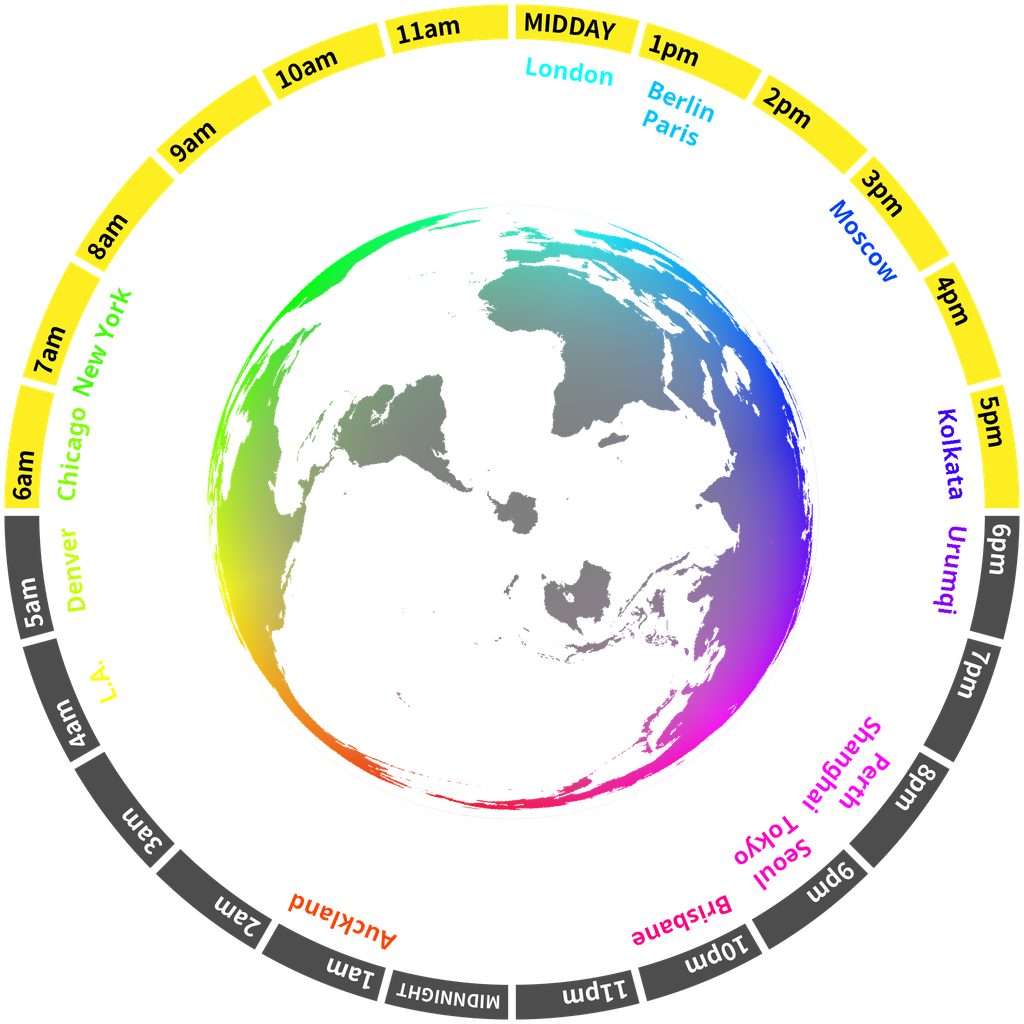 MIDDAY
1pm
2pm
3pm
4pm
5pm
6pm
7pm
8pm
9pm
10pm
11pm
MIDNNIGHT
1am
2am
3am
4am
5am
6am
7am
8am
9am
10am
11am
London
Berlin
Paris
Moscow
Kolkata
Urumqi
Perth
Shanghai
Tokyo
Seoul
Brisbane
Auckland
L.A.
Denver
Chicago
New York